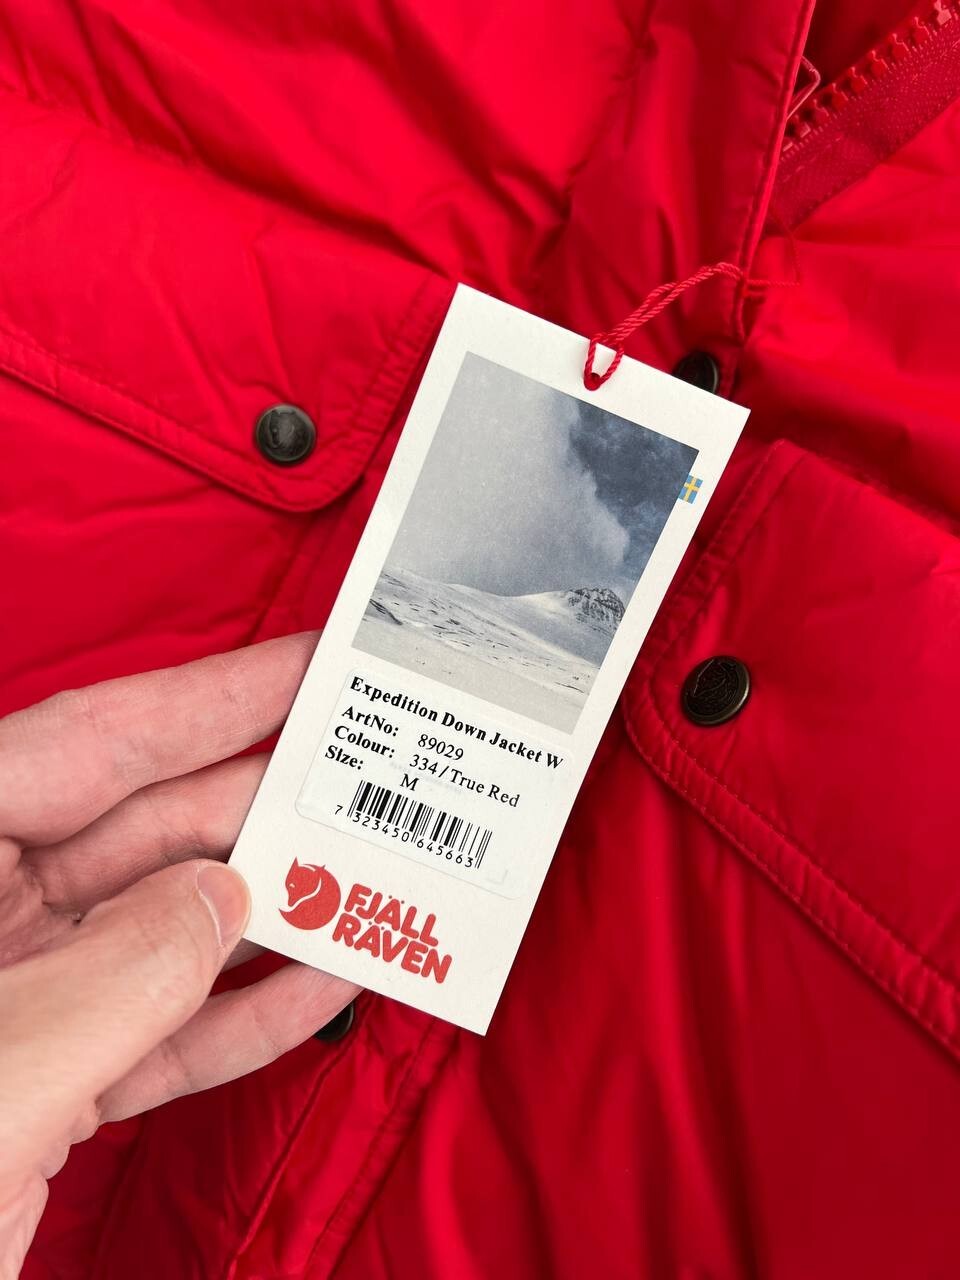 Expedition Down Jacket W
ArtNo: 89029
Colour: 334/True Red
Size: M
7 323450 645663
FJÄLL
RÄVEN